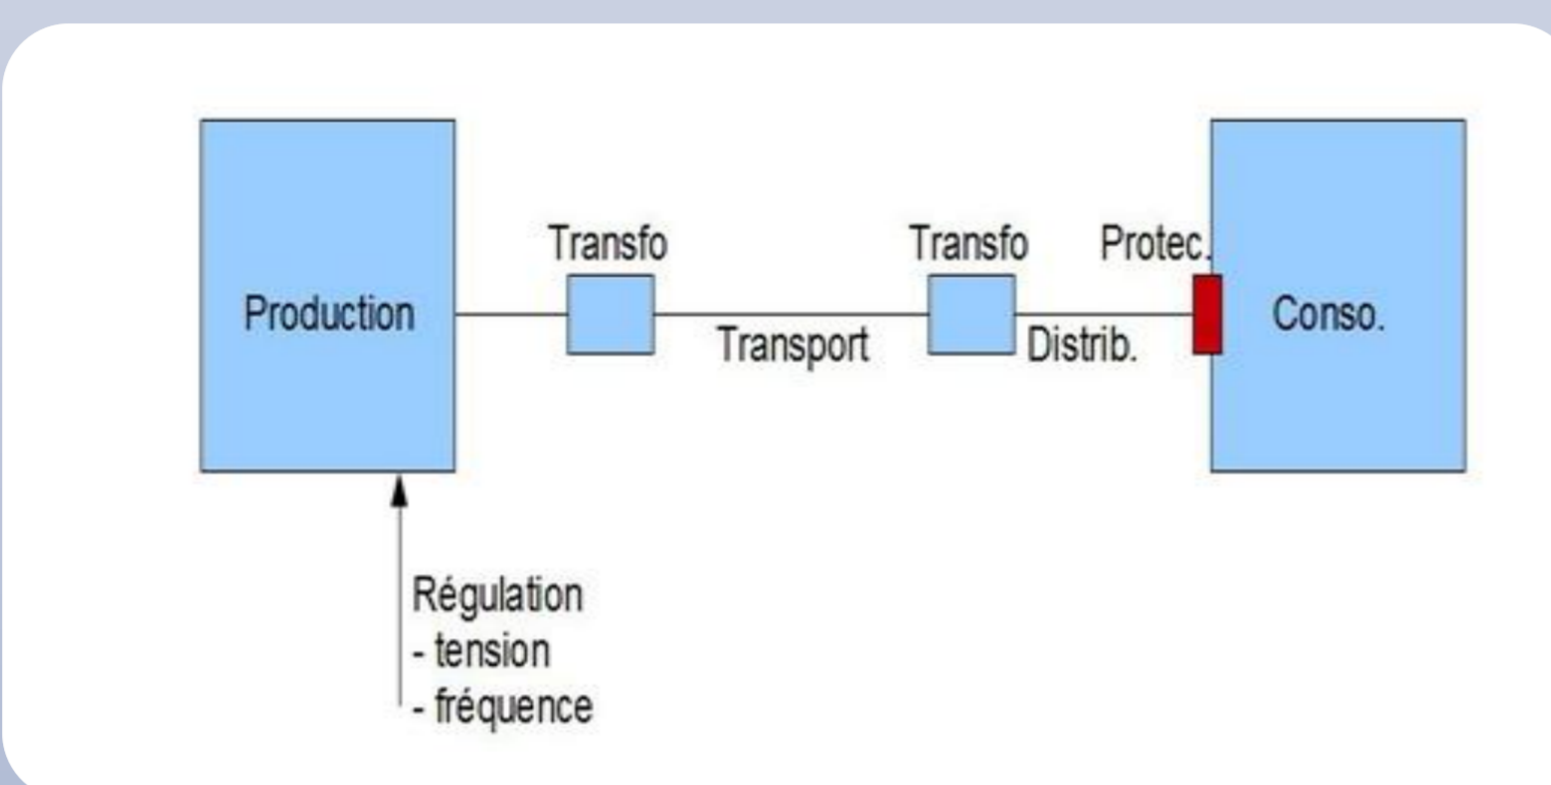 Transfo
Transfo
Protec.
Production
Conso.
Transport
Distrib.
Régulation
- tension
- fréquence